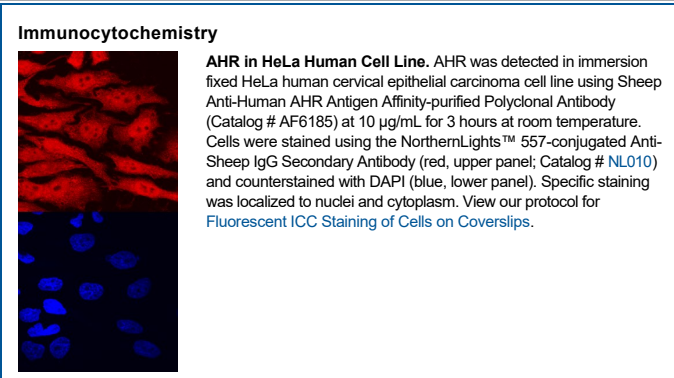 Immunocytochemistry
AHR in HeLa Human Cell Line. AHR was detected in immersion
fixed HeLa human cervical epithelial carcinoma cell line using Sheep
Anti-Human AHR Antigen Affinity-purified Polyclonal Antibody
(Catalog # AF6185) at 10 µg/mL for 3 hours at room temperature.
Cells were stained using the NorthernLights™ 557-conjugated Anti-
Sheep IgG Secondary Antibody (red, upper panel; Catalog # NL010)
and counterstained with DAPI (blue, lower panel). Specific staining
was localized to nuclei and cytoplasm. View our protocol for
Fluorescent ICC Staining of Cells on Coverslips.